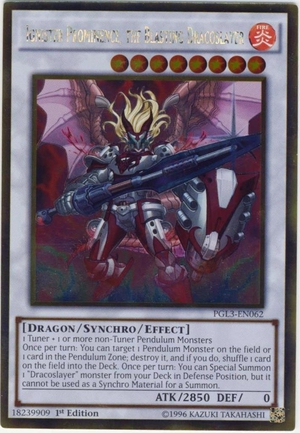 Ignister Prominence, the Blasting Dracoslayer
FIRE
炎
PGL3-EN062
[DRAGON/SYNCHRO/EFFECT]
1 Tuner + 1 or more non-Tuner Pendulum Monsters
Once per turn: You can target 1 Pendulum Monster on the field or
1 card in the Pendulum Zone; destroy it, and if you do, shuffle 1 card
on the field into the Deck. Once per turn: You can Special Summon
1 "Dracoslayer" monster from your Deck in Defense Position, but it
cannot be used as a Synchro Material for a Summon.
ATK/2850 DEF/ 0
18239909 1st Edition ©1996 KAZUKI TAKAHASHI